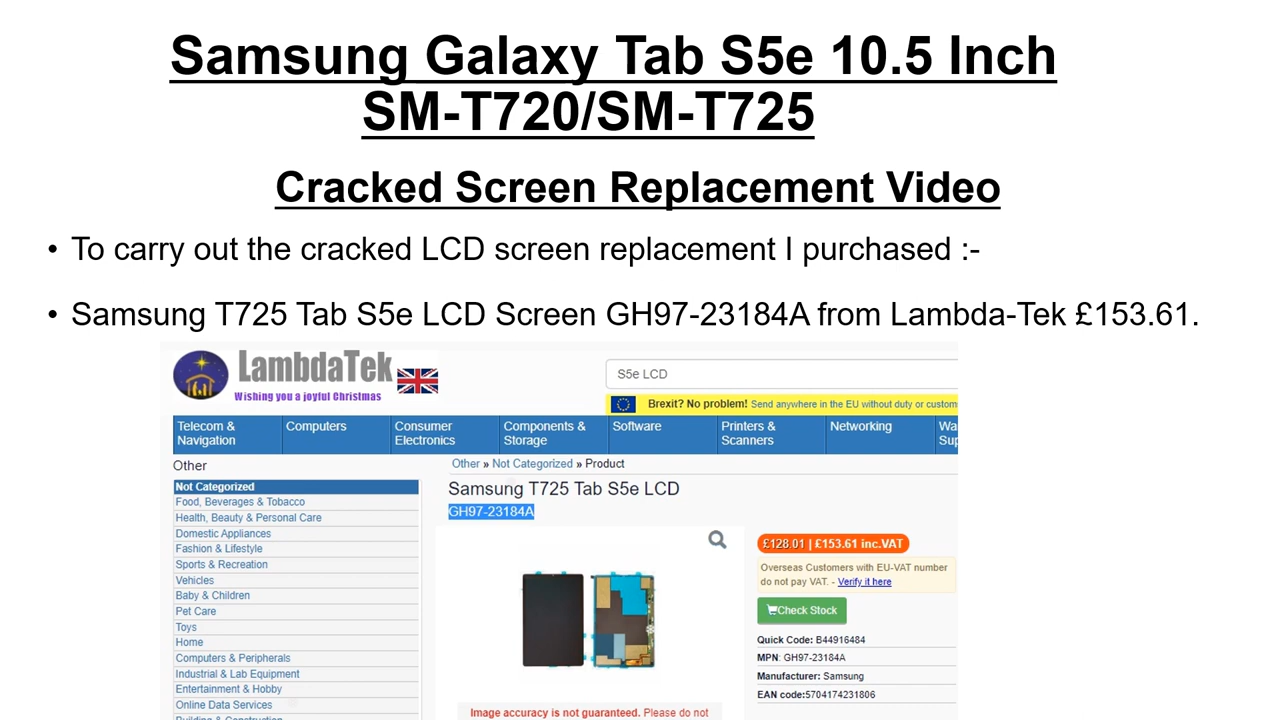 Samsung Galaxy Tab S5e 10.5 Inch
SM-T720/SM-T725
Cracked Screen Replacement Video
• To carry out the cracked LCD screen replacement I purchased :-
• Samsung T725 Tab S5e LCD Screen GH97-23184A from Lambda-Tek £153.61.
LambdaTek
Wishing you a joyful Christmas
S5e LCD
Brexit? No problem! Send anywhere in the EU without duty or custom
Telecom & Navigation
Computers
Consumer Electronics
Components & Storage
Software
Printers & Scanners
Networking
Other
Other » Not Categorized » Product
Not Categorized
Food, Beverages & Tobacco
Health, Beauty & Personal Care
Domestic Appliances
Fashion & Lifestyle
Sports & Recreation
Vehicles
Baby & Children
Pet Care
Toys
Home
Computers & Peripherals
Industrial & Lab Equipment
Entertainment & Hobby
Online Data Services
Samsung T725 Tab S5e LCD
GH97-23184A
£128.01 | £153.61 inc.VAT
Overseas Customers with EU-VAT number
do not pay VAT. - Verify it here
Check Stock
Quick Code: B44916484
MPN: GH97-23184A
Manufacturer: Samsung
EAN code:5704174231806
Image accuracy is not guaranteed. Please do not